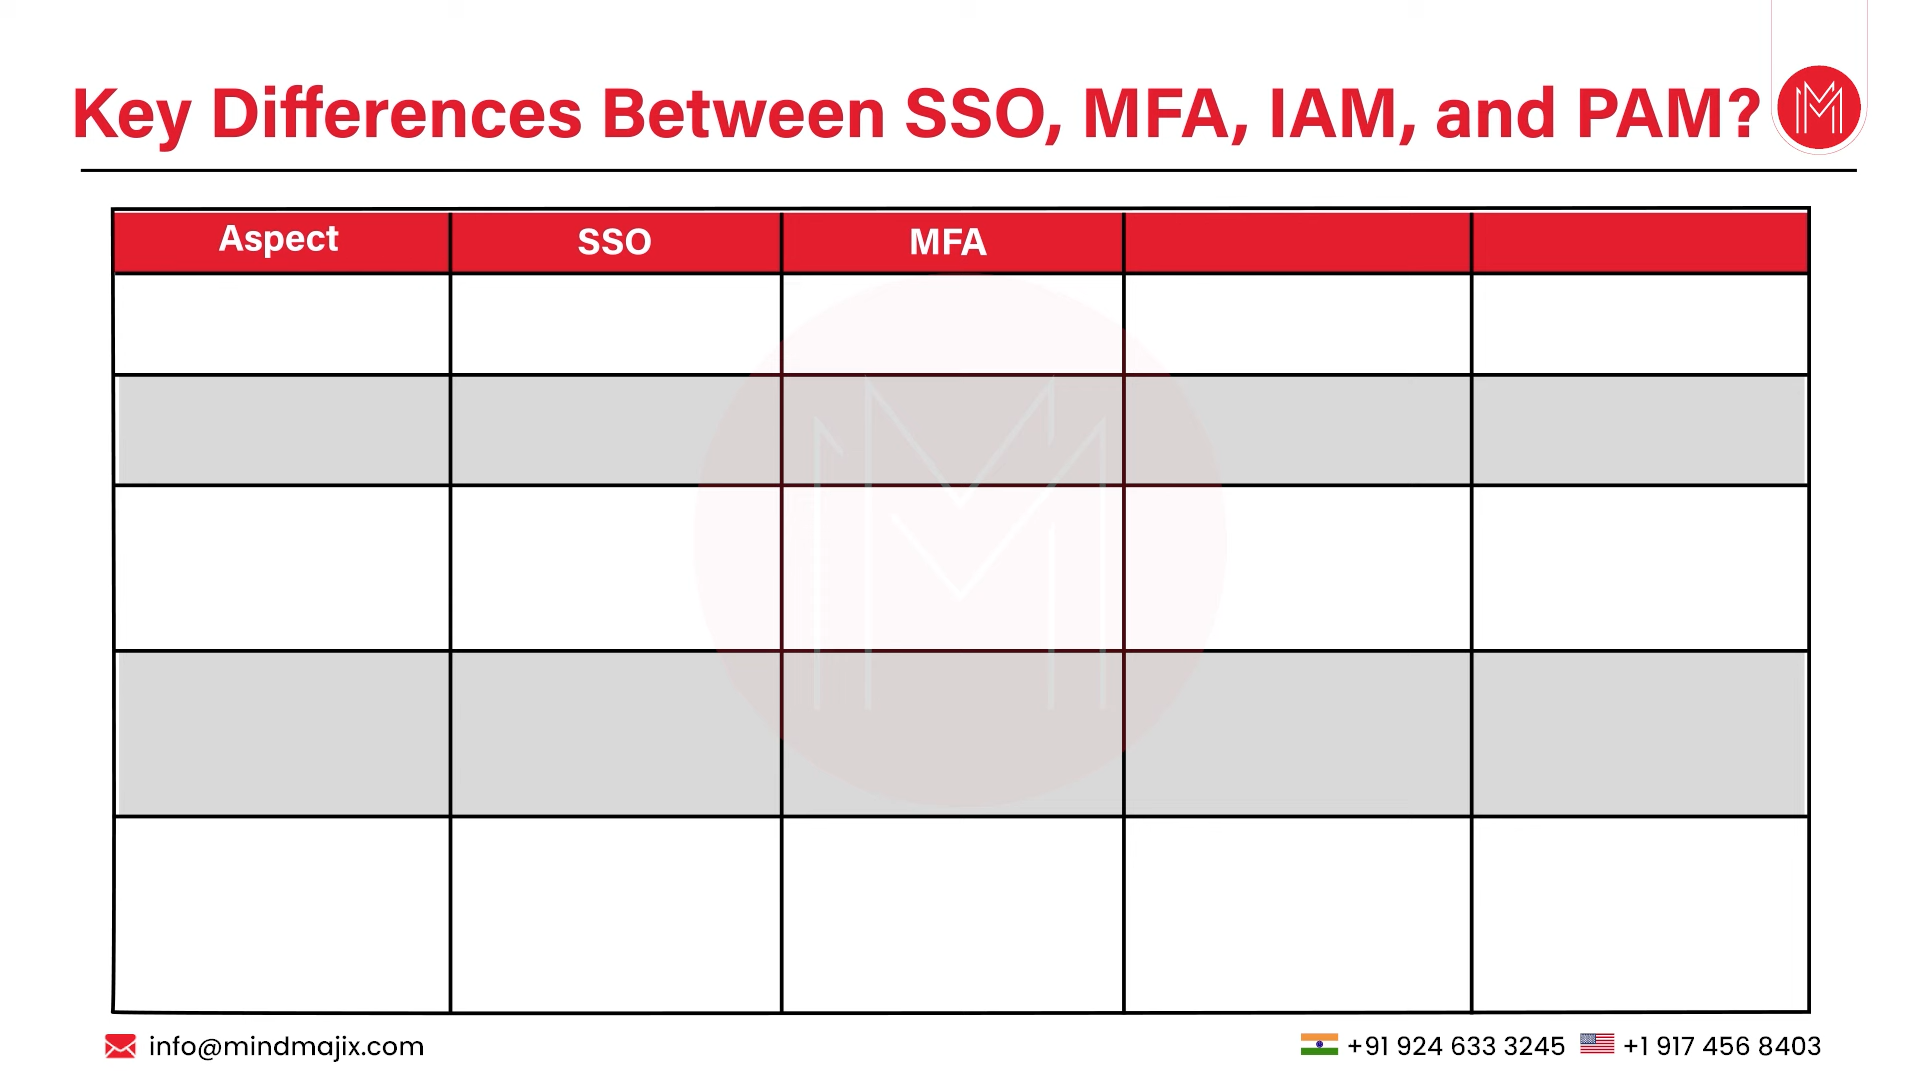 Key Differences Between SSO, MFA, IAM, and PAM?
Aspect SSO MFA
info@mindmajix.com +91 924 633 3245 +1 917 456 8403